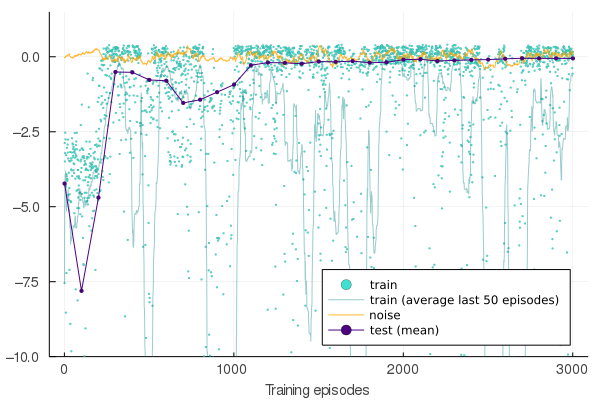 0.0
−2.5
−5.0
−7.5
−10.0
0
1000
2000
3000
Training episodes
train
train (average last 50 episodes)
noise
test (mean)